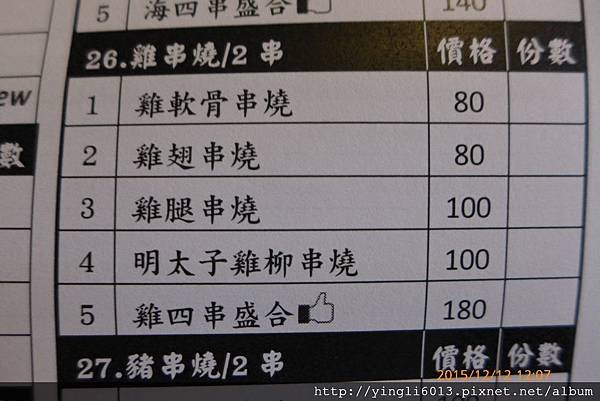 5 海四串盛合 140
26.雞串燒/2 串 價格 份數
ew
1 雞軟骨串燒 80
數
2 雞翅串燒 80
3 雞腿串燒 100
4 明太子雞柳串燒 100
5 雞四串盛合 180
27.豬串燒/2 串 價格 份數
2015/12/12 12:07
http://yingli6013.pixnet.net/album